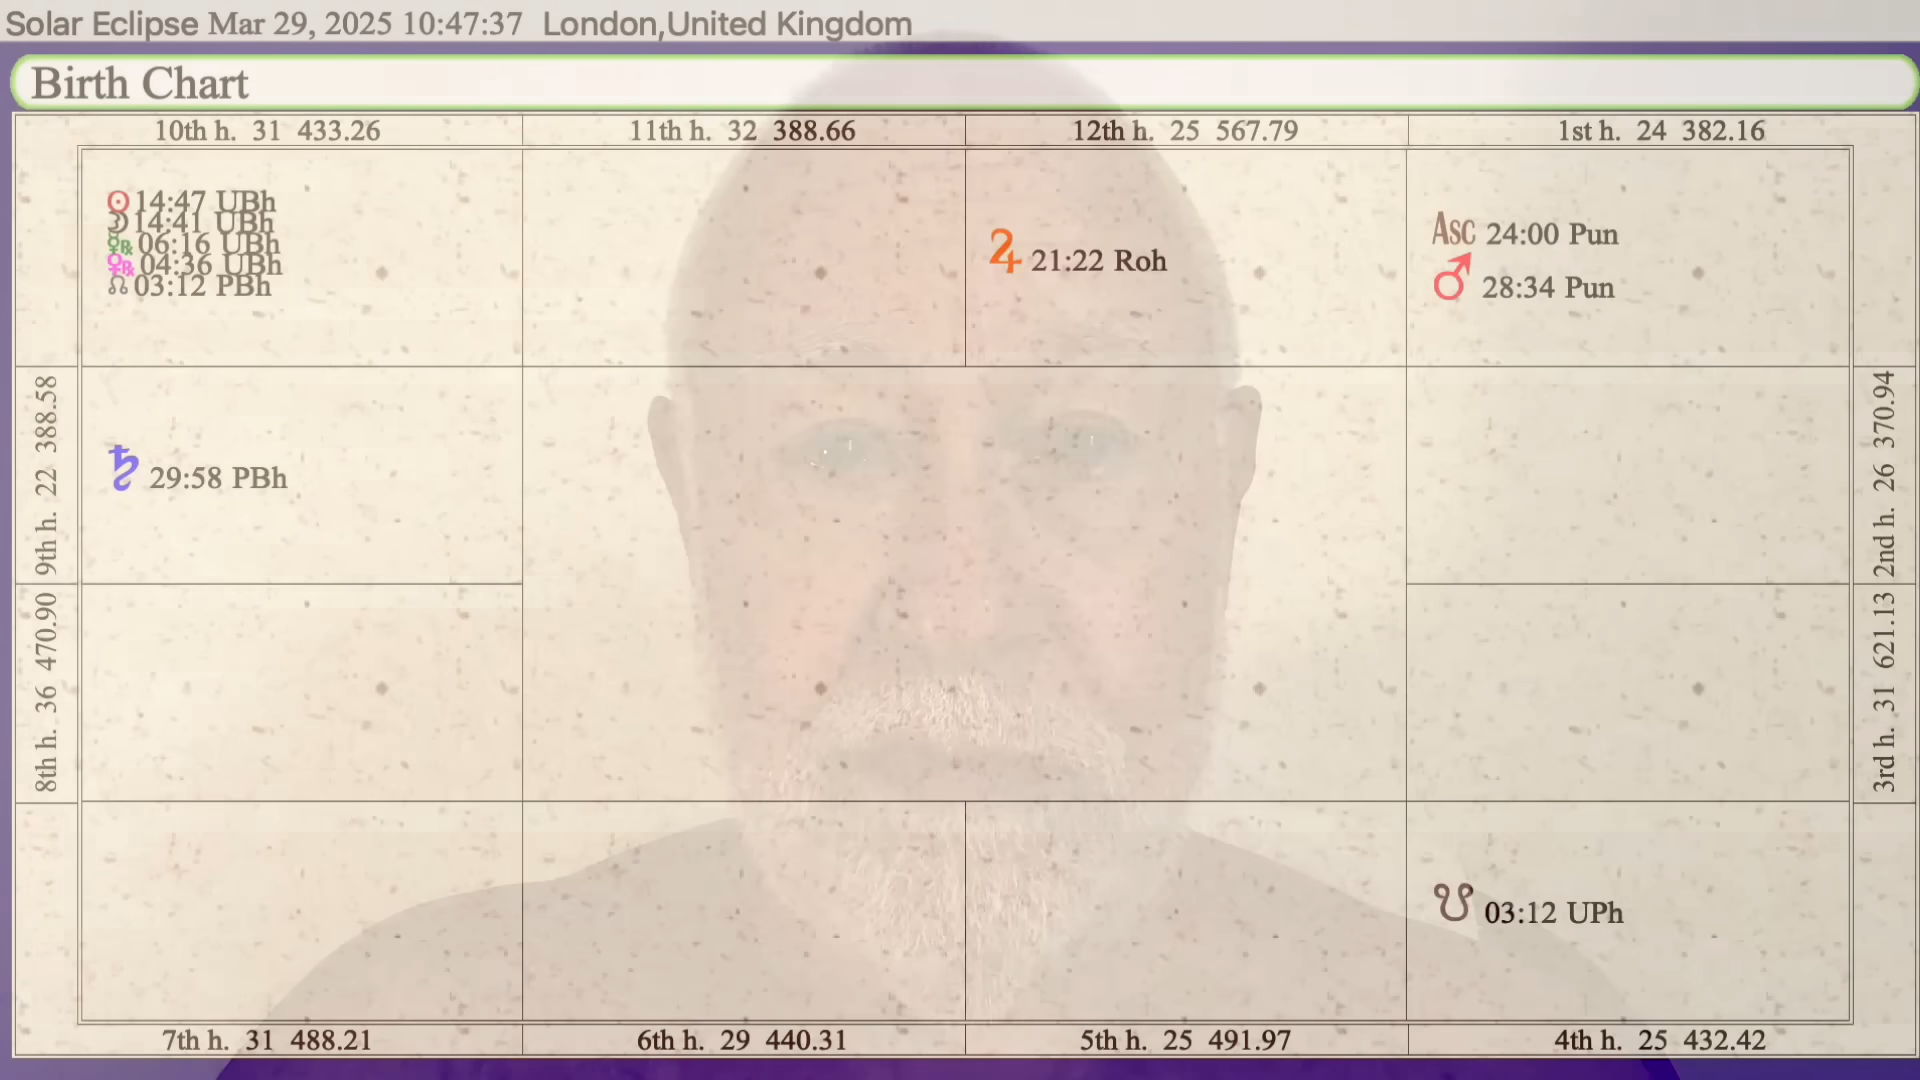 Solar Eclipse Mar 29, 2025 10:47:37 London,United Kingdom
Birth Chart
10th h. 31 433.26
11th h. 32 388.66
12th h. 25 567.79
1st h. 24 382.16
☉14:47 UBh
☽14:41 UBh
☿℞ 06:16 UBh
♀℞ 04:36 UBh
☊03:12 PBh
♃ 21:22 Roh
Asc 24:00 Pun
♂ 28:34 Pun
9th h. 22 388.58
♄ 29:58 PBh
2nd h. 26 370.94
8th h. 36 470.90
3rd h. 31 621.13
☋ 03:12 UPh
7th h. 31 488.21
6th h. 29 440.31
5th h. 25 491.97
4th h. 25 432.42